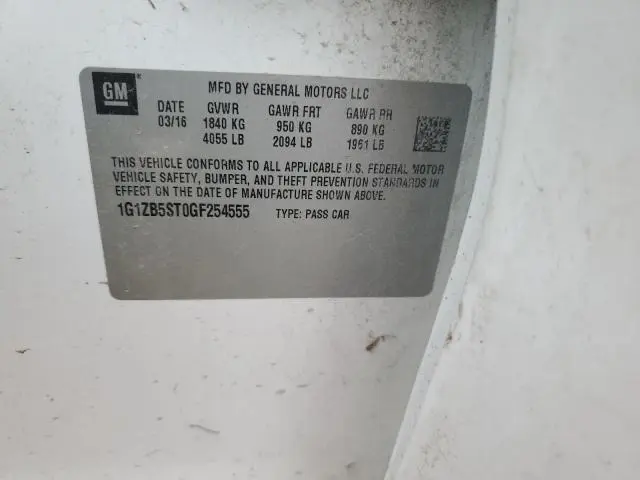 GM
MFD BY GENERAL MOTORS LLC
DATE GVWR GAWR FRT GAWR RR
03/16 1840 KG 950 KG 890 KG
4055 LB 2094 LB 1961 LB
THIS VEHICLE CONFORMS TO ALL APPLICABLE U.S. FEDERAL MOTOR
VEHICLE SAFETY, BUMPER, AND THEFT PREVENTION STANDARDS IN
EFFECT ON THE DATE OF MANUFACTURE SHOWN ABOVE.
1G1ZB5ST0GF254555 TYPE: PASS CAR